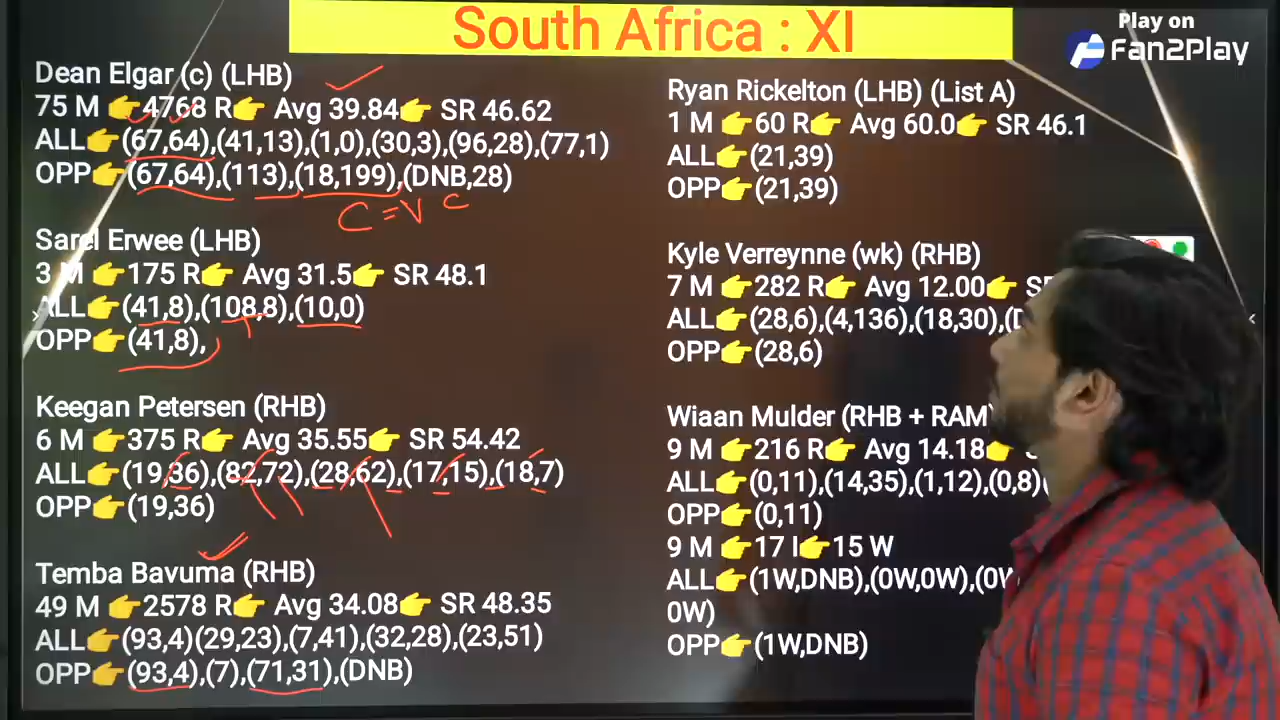 South Africa : XI
Play on
Fan2Play
Dean Elgar (c) (LHB)
75 M 👉4768 R👉 Avg 39.84👉 SR 46.62
ALL👉(67,64),(41,13),(1,0),(30,3),(96,28),(77,1)
OPP👉(67,64),(113),(18,199),(DNB,28)
C = V C
Sarel Erwee (LHB)
3 M 👉175 R👉 Avg 31.5👉 SR 48.1
ALL👉(41,8),(108,8),(10,0)
OPP👉(41,8),
Keegan Petersen (RHB)
6 M 👉375 R👉 Avg 35.55👉 SR 54.42
ALL👉(19,36),(82,72),(28,62),(17,15),(18,7)
OPP👉(19,36)
Temba Bavuma (RHB)
49 M 👉2578 R👉 Avg 34.08👉 SR 48.35
ALL👉(93,4)(29,23),(7,41),(32,28),(23,51)
OPP👉(93,4),(7),(71,31),(DNB)
Ryan Rickelton (LHB) (List A)
1 M 👉60 R👉 Avg 60.0👉 SR 46.1
ALL👉(21,39)
OPP👉(21,39)
Kyle Verreynne (wk) (RHB)
7 M 👉282 R👉 Avg 12.00👉
ALL👉(28,6),(4,136),(18,30),
OPP👉(28,6)
Wiaan Mulder (RHB + RAM)
9 M 👉216 R👉 Avg 14.18👉
ALL👉(0,11),(14,35),(1,12),(0,8)
OPP👉(0,11)
9 M 👉17 I👉15 W
ALL👉(1W,DNB),(0W,0W),
0W)
OPP👉(1W,DNB)